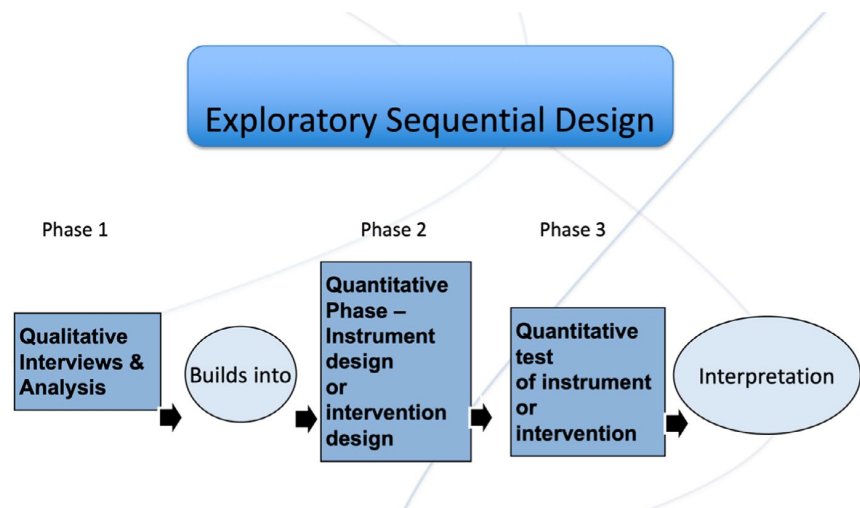 Exploratory Sequential Design
Phase 1
Phase 2
Phase 3
Qualitative
Interviews &
Analysis
Builds into
Quantitative
Phase –
Instrument
design
or
intervention
design
Quantitative
test
of instrument
or
intervention
Interpretation